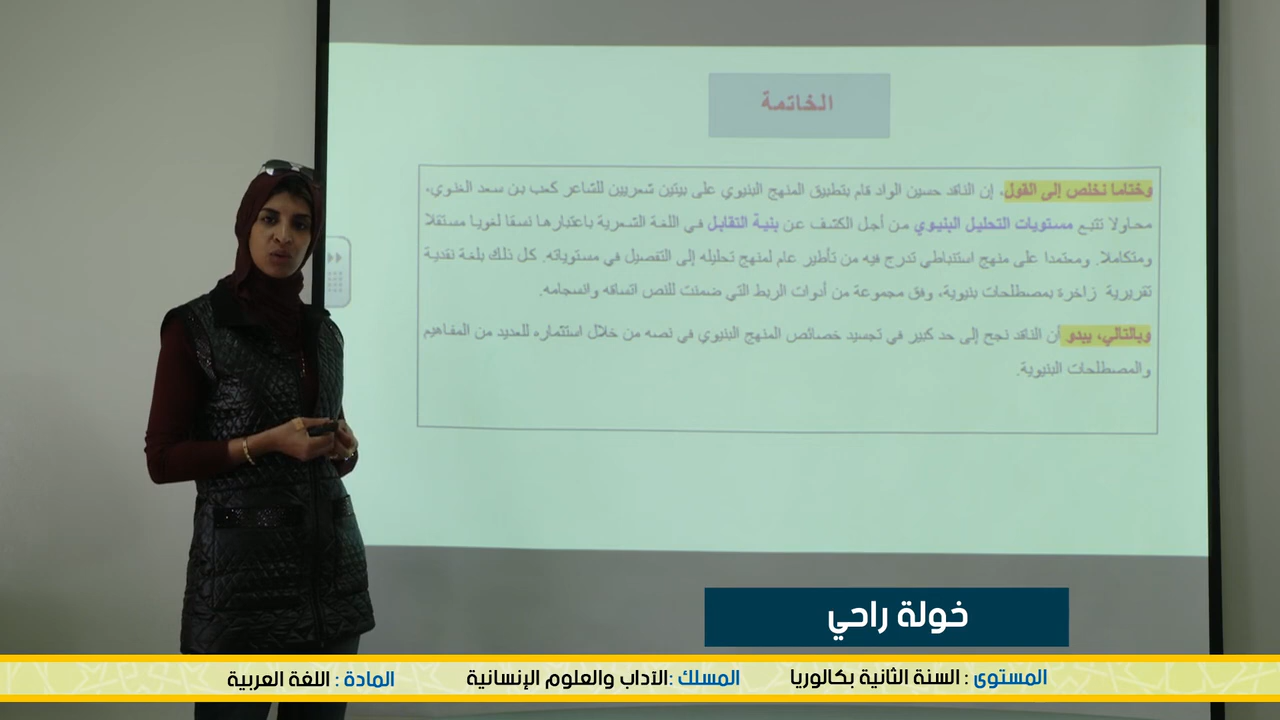 الخاتمة
وختاما نخلص إلى القول، إن الناقد حسين الواد قام بتطبيق المنهج البنيوي على بيتين شعريين للشاعر كعب بن سعد الغنوي،
محاولا تتبع مستويات التحليل البنيوي من أجل الكشف عن بنية التقابل في اللغة الشعرية باعتبارها نسقا لغويا مستقلا
ومتكاملا. ومعتمدا على منهج استنباطي تدرج فيه من تأطير عام لمنهج تحليله إلى التفصيل في مستوياته. كل ذلك بلغة نقدية
تقريرية زاخرة بمصطلحات بنيوية، وفق مجموعة من أدوات الربط التي ضمنت للنص اتساقه وانسجامه.
وبالتالي، يبدو أن الناقد نجح إلى حد كبير في تجسيد خصائص المنهج البنيوي في نصه من خلال استثماره للعديد من المفاهيم
والمصطلحات البنيوية.
خولة راحي
المستوى : السنة الثانية بكالوريا المسلك :الآداب والعلوم الإنسانية المادة : اللغة العربية